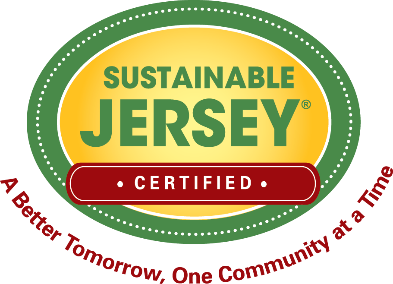 SUSTAINABLE
JERSEY®
• CERTIFIED •
A Better Tomorrow, One Community at a Time